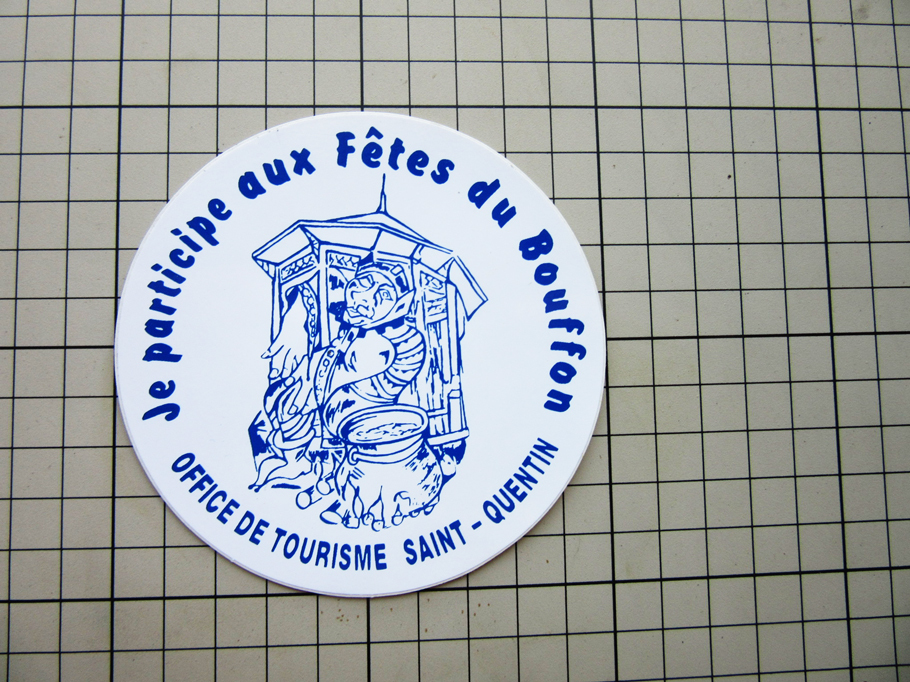 Je participe aux Fêtes du Bouffon
OFFICE DE TOURISME SAINT - QUENTIN